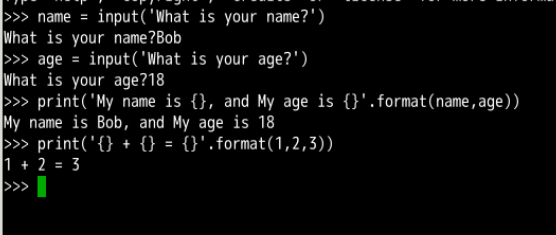 >>> name = input('What is your name?')
What is your name?Bob
>>> age = input('What is your age?')
What is your age?18
>>> print('My name is {}, and My age is {}'.format(name,age))
My name is Bob, and My age is 18
>>> print('{} + {} = {}'.format(1,2,3))
1 + 2 = 3
>>>